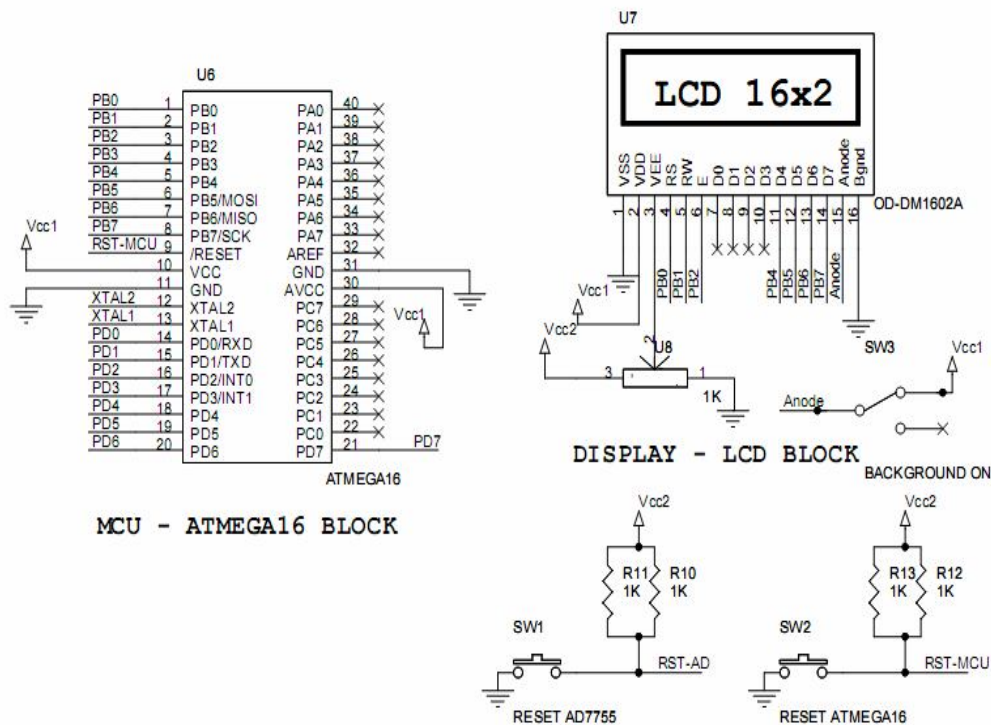 U6
PB0 1 PB0 PA0 40
PB1 2 PB1 PA1 39
PB2 3 PB2 PA2 38
PB3 4 PB3 PA3 37
PB4 5 PB4 PA4 36
PB5 6 PB5/MOSI PA5 35
PB6 7 PB6/MISO PA6 34
PB7 8 PB7/SCK PA7 33
RST-MCU 9 /RESET AREF 32
Vcc1
10 VCC GND 31
11 GND AVCC 30
XTAL2 12 XTAL2 PC7 29
XTAL1 13 XTAL1 PC6 28
Vcc1
PD0 14 PD0/RXD PC5 27
PD1 15 PD1/TXD PC4 26
PD2 16 PD2/INT0 PC3 25
PD3 17 PD3/INT1 PC2 24
PD4 18 PD4 PC1 23
PD5 19 PD5 PC0 22
PD6 20 PD6 PD7 21 PD7
ATMEGA16
MCU - ATMEGA16 BLOCK
U7
LCD 16x2
VSS VDD VEE RS RW E D0 D1 D2 D3 D4 D5 D6 D7 Anode Bgnd
OD-DM1602A
1 2 3 4 5 6 7 8 9 10 11 12 13 14 15 16
PB0 PB1 PB2 PB4 PB5 PB6 PB7 Anode
Vcc1
Vcc2
2 U8
3 1
1K
SW3
Vcc1
Anode
DISPLAY - LCD BLOCK
BACKGROUND ON
Vcc2
R11 R10
1K 1K
SW1
RST-AD
RESET AD7755
Vcc2
R13 R12
1K 1K
SW2
RST-MCU
RESET ATMEGA16